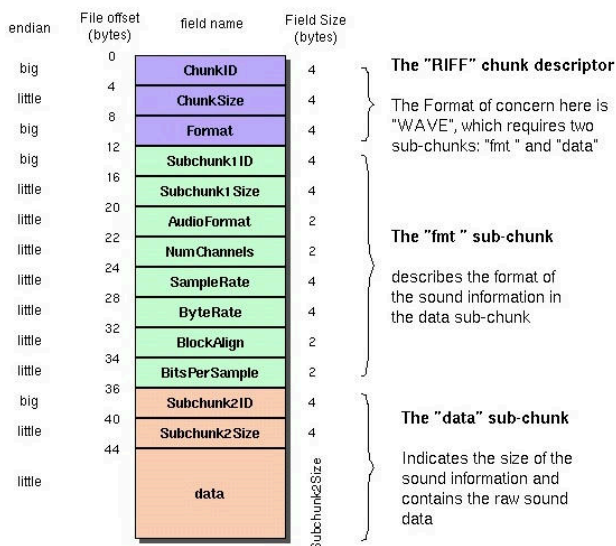 endian File offset (bytes) field name Field Size (bytes)
0
big ChunkID 4
4
little ChunkSize 4
8
big Format 4
12
big Subchunk1ID 4
16
little Subchunk1Size 4
20
little AudioFormat 2
22
little NumChannels 2
24
little SampleRate 4
28
little ByteRate 4
32
little BlockAlign 2
34
little BitsPerSample 2
36
big Subchunk2ID 4
40
little Subchunk2Size 4
44
little data Subchunk2Size
The "RIFF" chunk descriptor
The Format of concern here is
"WAVE", which requires two
sub-chunks: "fmt " and "data"
The "fmt " sub-chunk
describes the format of
the sound information in
the data sub-chunk
The "data" sub-chunk
Indicates the size of the
sound information and
contains the raw sound
data